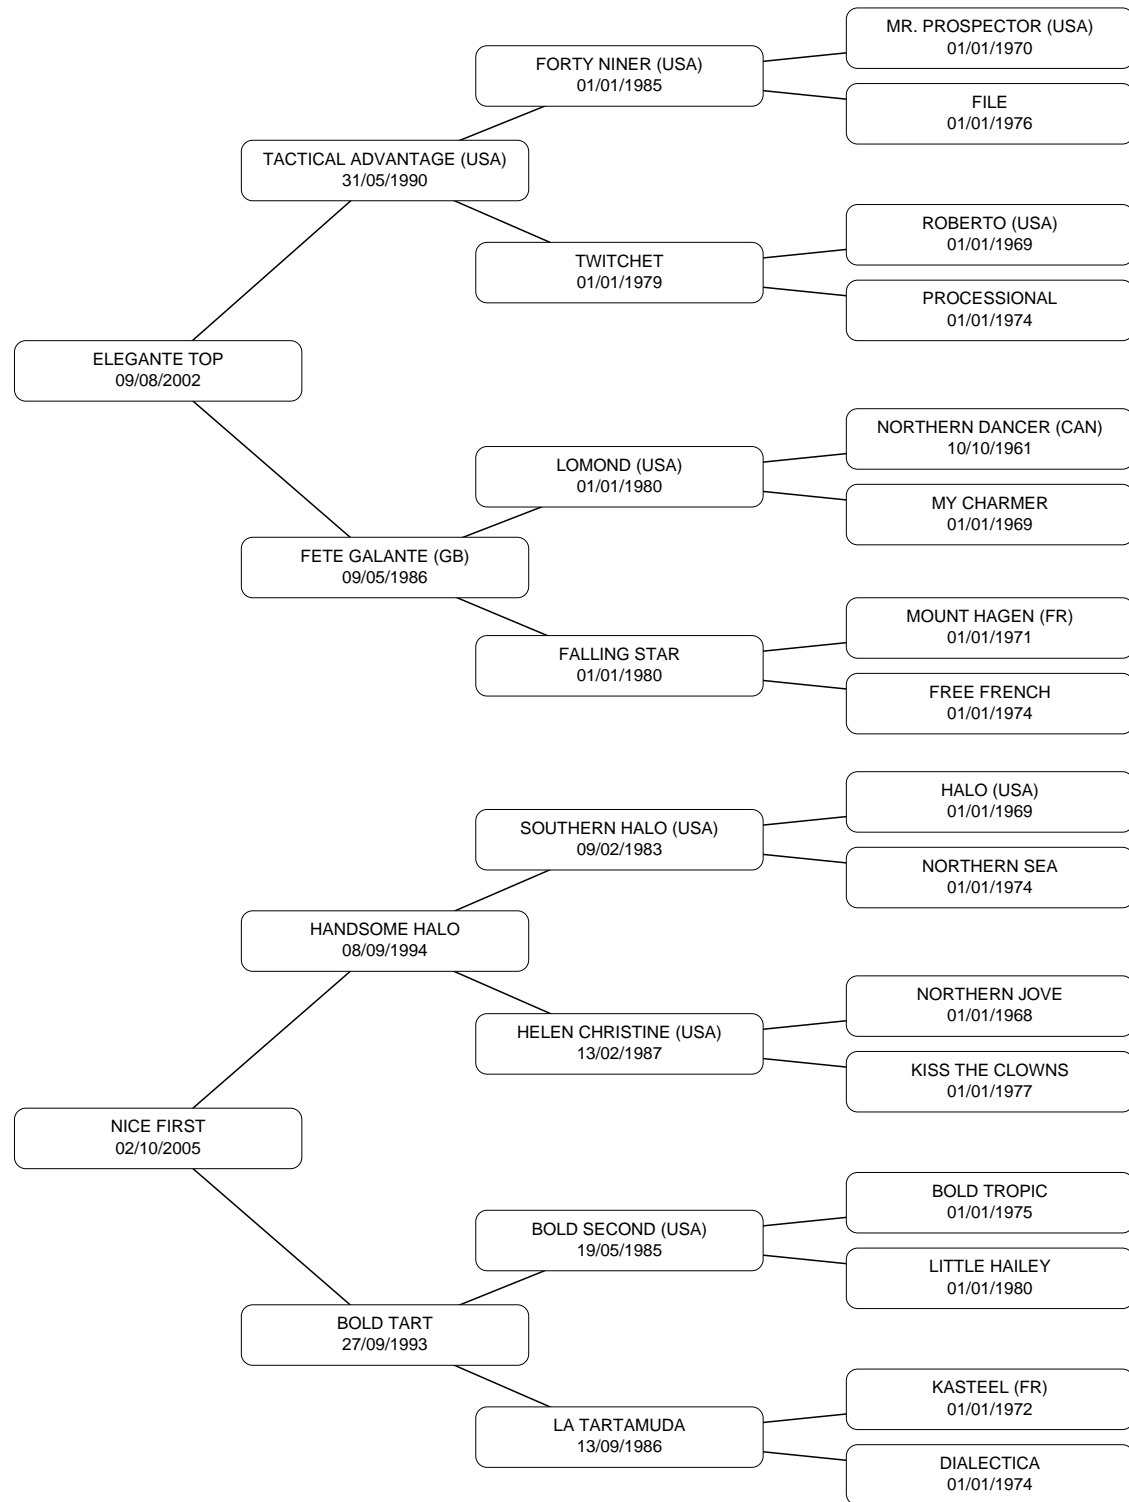 MR. PROSPECTOR (USA)
01/01/1970
FORTY NINER (USA)
01/01/1985
FILE
01/01/1976
TACTICAL ADVANTAGE (USA)
31/05/1990
ROBERTO (USA)
01/01/1969
TWITCHET
01/01/1979
PROCESSIONAL
01/01/1974
ELEGANTE TOP
09/08/2002
NORTHERN DANCER (CAN)
10/10/1961
LOMOND (USA)
01/01/1980
MY CHARMER
01/01/1969
FETE GALANTE (GB)
09/05/1986
MOUNT HAGEN (FR)
01/01/1971
FALLING STAR
01/01/1980
FREE FRENCH
01/01/1974
HALO (USA)
01/01/1969
SOUTHERN HALO (USA)
09/02/1983
NORTHERN SEA
01/01/1974
HANDSOME HALO
08/09/1994
NORTHERN JOVE
01/01/1968
HELEN CHRISTINE (USA)
13/02/1987
KISS THE CLOWNS
01/01/1977
NICE FIRST
02/10/2005
BOLD TROPIC
01/01/1975
BOLD SECOND (USA)
19/05/1985
LITTLE HAILEY
01/01/1980
BOLD TART
27/09/1993
KASTEEL (FR)
01/01/1972
LA TARTAMUDA
13/09/1986
DIALECTICA
01/01/1974